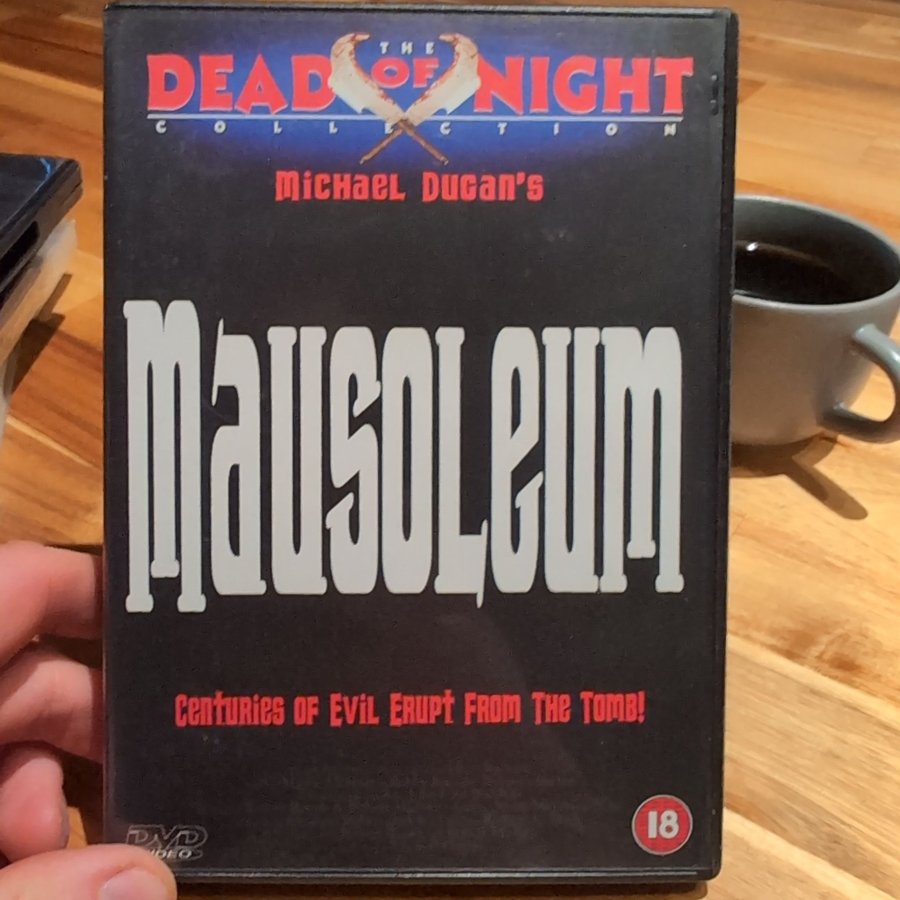 THE
DEAD OF NIGHT
COLLECTION
Michael Dugan's
Mausoleum
Centuries of Evil Erupt From The Tomb!
18
DVD
VIDEO